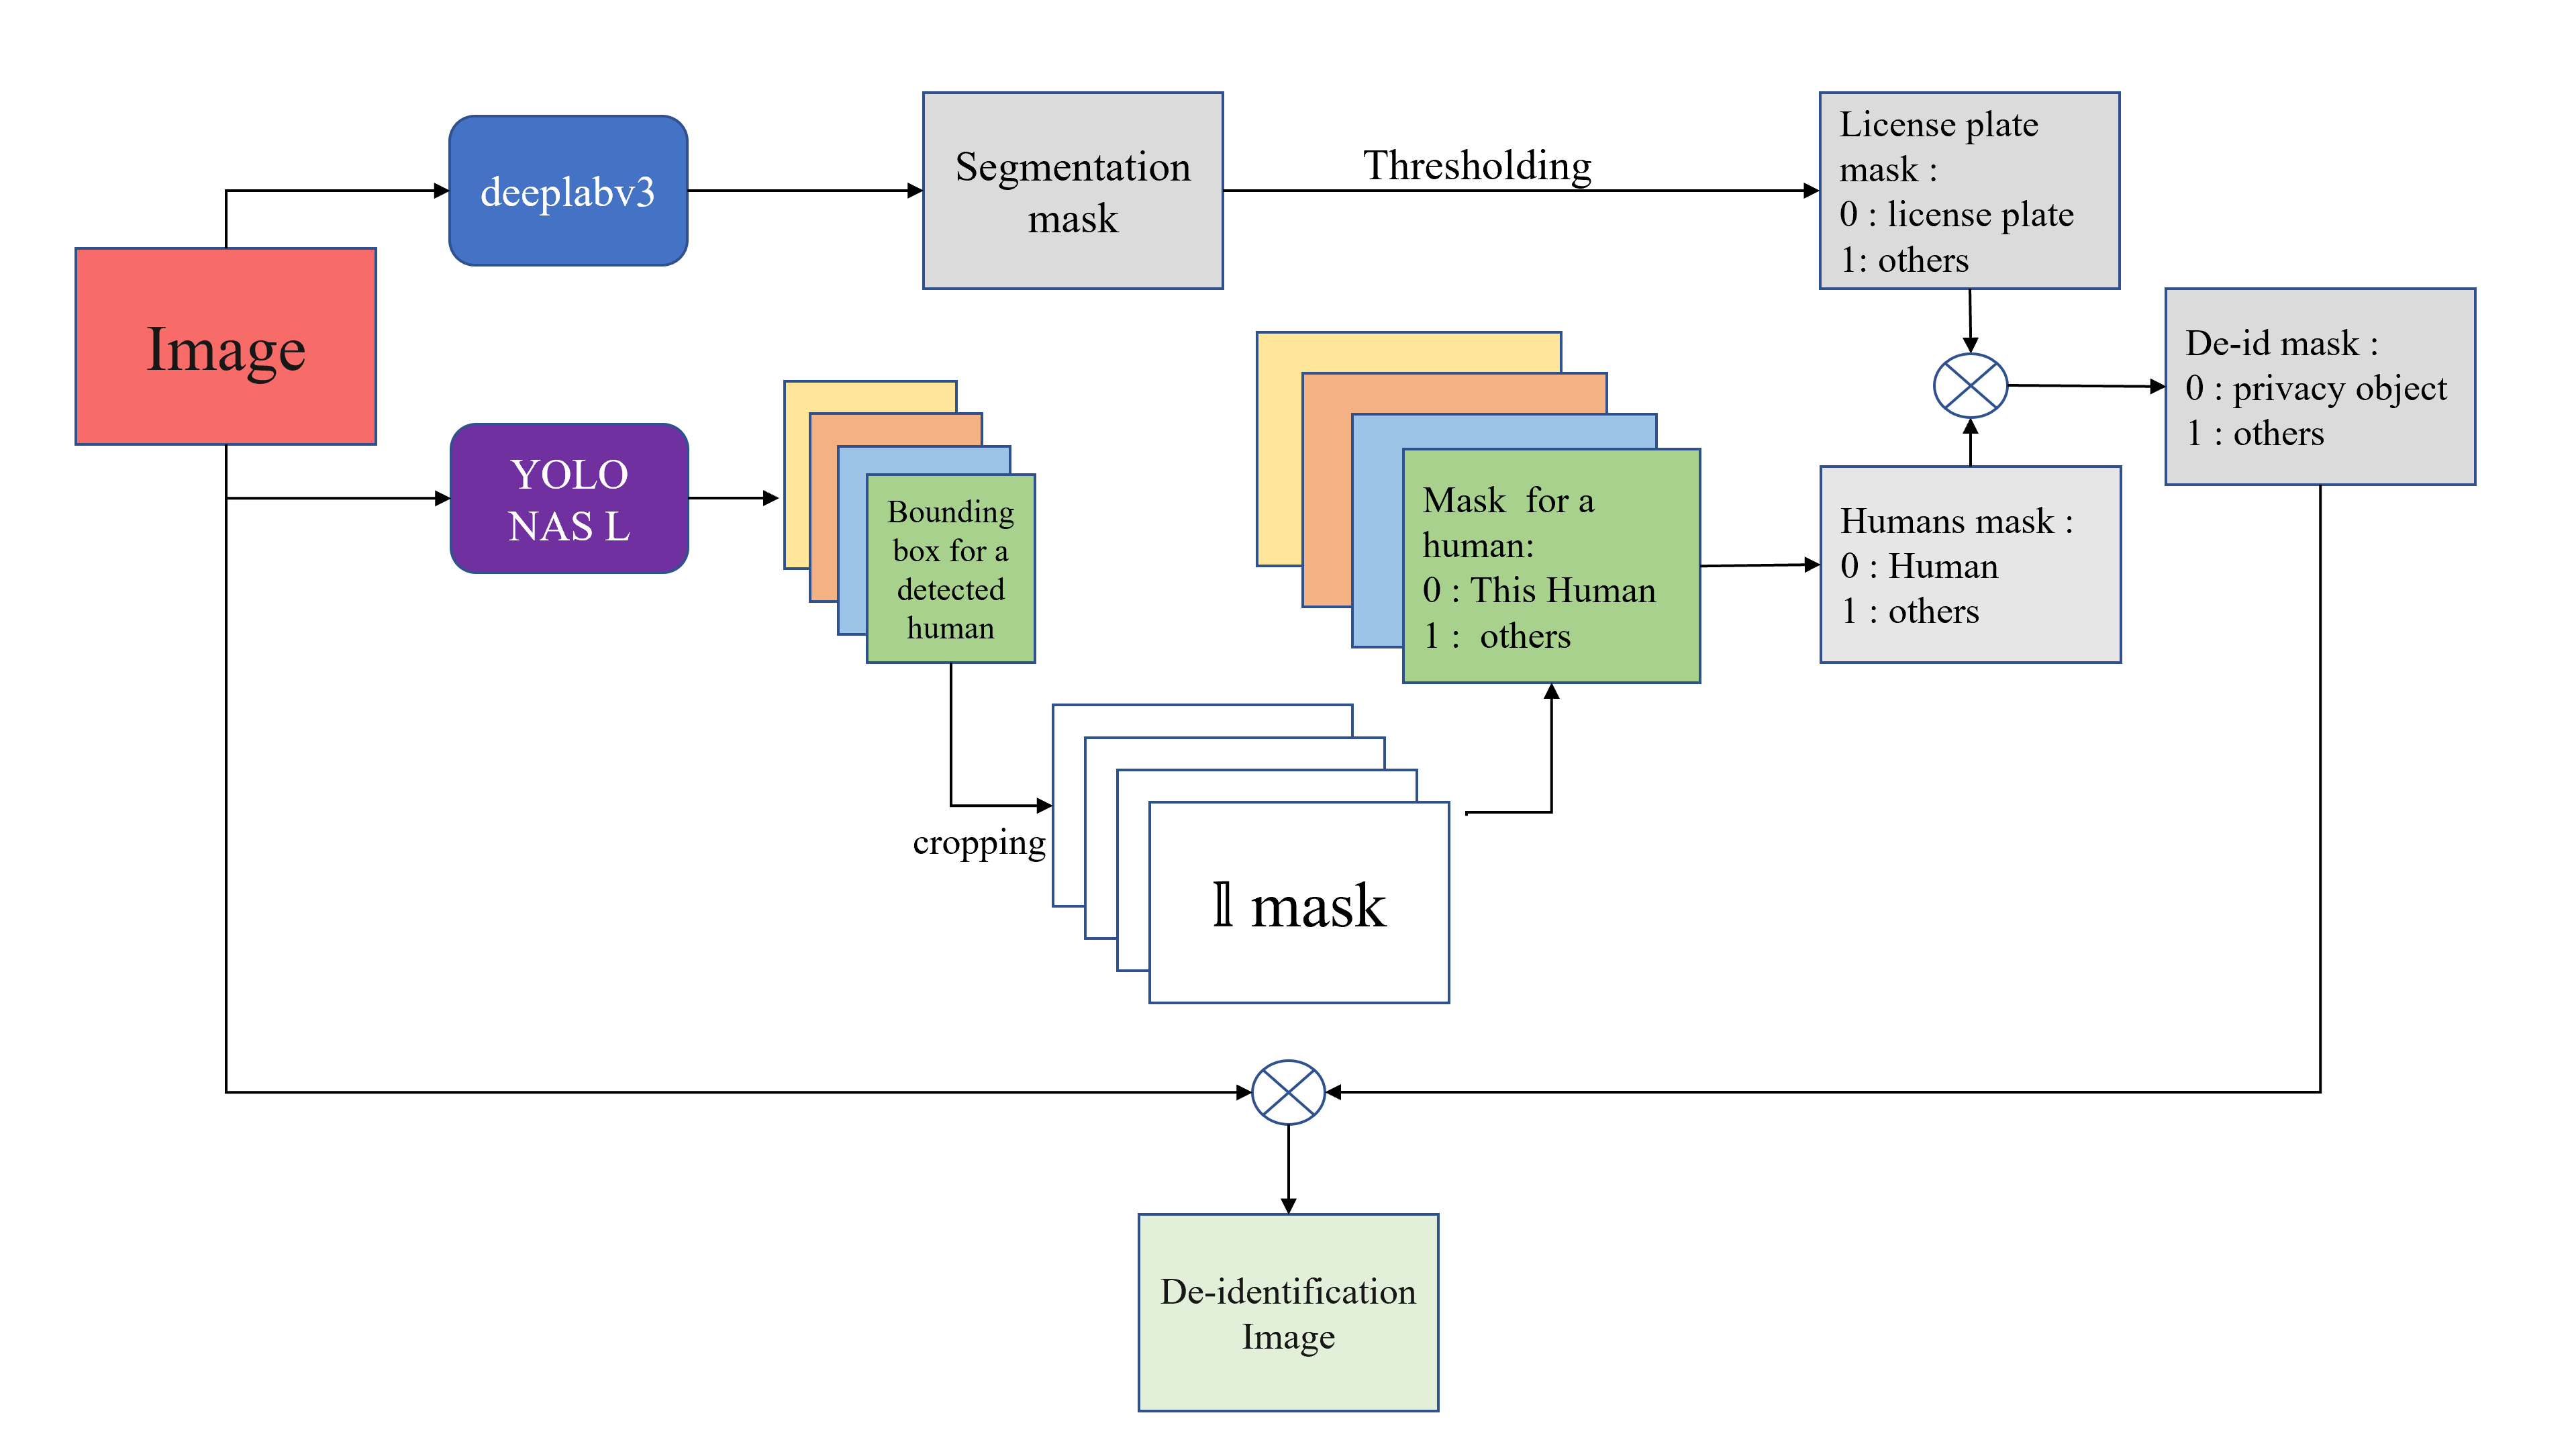 Image
deeplabv3
Segmentation
mask
Thresholding
License plate
mask :
0 : license plate
1: others
De-id mask :
0 : privacy object
1 : others
YOLO
NAS L
Bounding
box for a
detected
human
Mask  for a
human:
0 : This Human
1 :  others
Humans mask :
0 : Human
1 : others
cropping
𝟙 mask
De-identification
Image